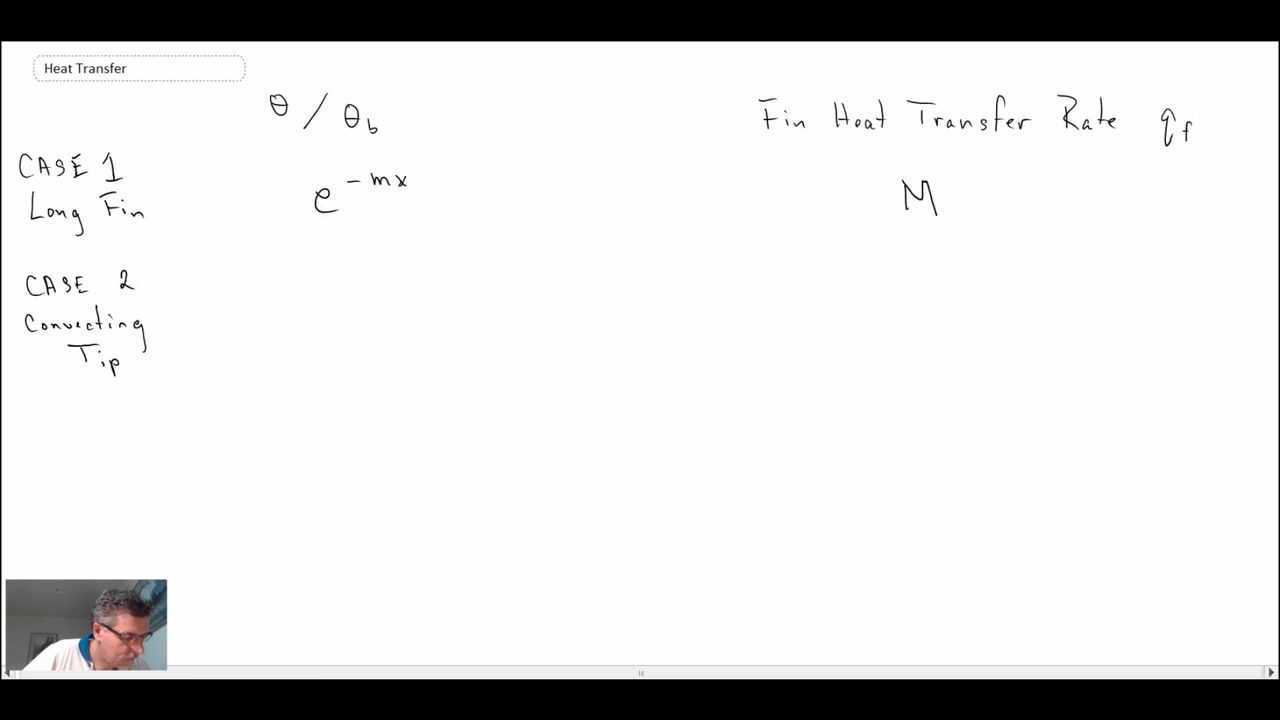 Heat Transfer
θ / θb
Fin Heat Transfer Rate qf
CASE 1
Long Fin
e^-mx
M
CASE 2
Convecting
Tip